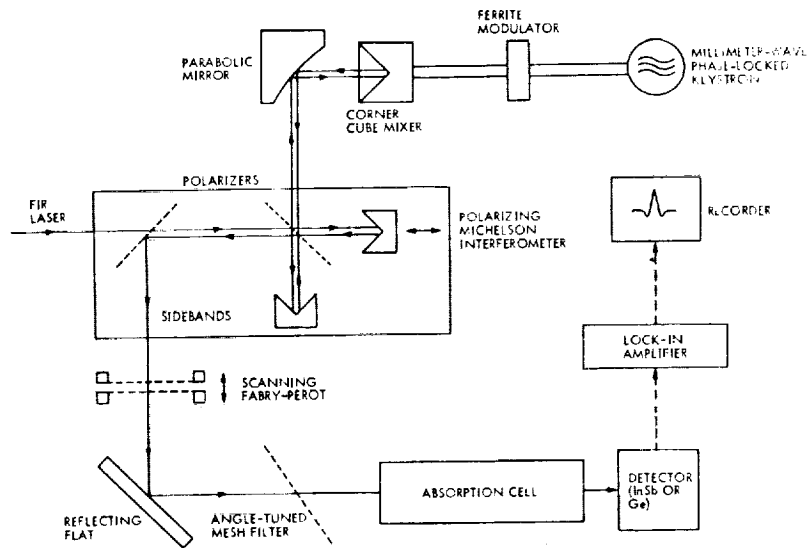 FERRITE
MODULATOR
MILLIMETER-WAVE
PHASE-LOCKED
KLYSTRON
PARABOLIC
MIRROR
CORNER
CUBE MIXER
POLARIZERS
FIR
LASER
POLARIZING
MICHELSON
INTERFEROMETER
RECORDER
SIDEBANDS
LOCK-IN
AMPLIFIER
SCANNING
FABRY-PEROT
ABSORPTION CELL
DETECTOR
(InSb OR
Ge)
REFLECTING
FLAT
ANGLE-TUNED
MESH FILTER